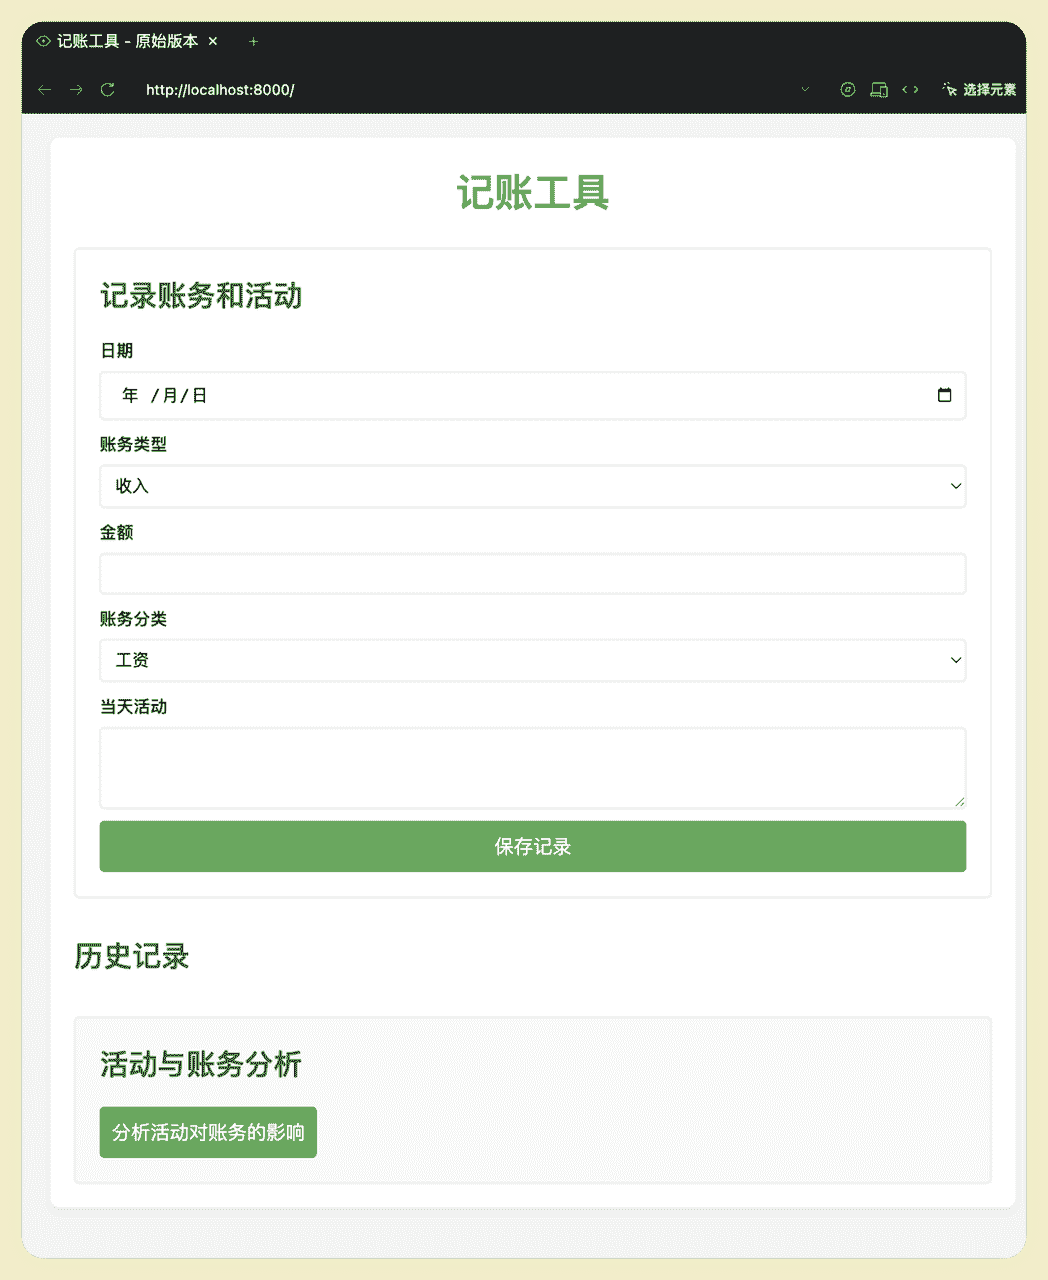 记账工具 - 原始版本
http://localhost:8000/
选择元素
记账工具
记录账务和活动
日期
年 /月/日
账务类型
收入
金额
账务分类
工资
当天活动
保存记录
历史记录
活动与账务分析
分析活动对账务的影响